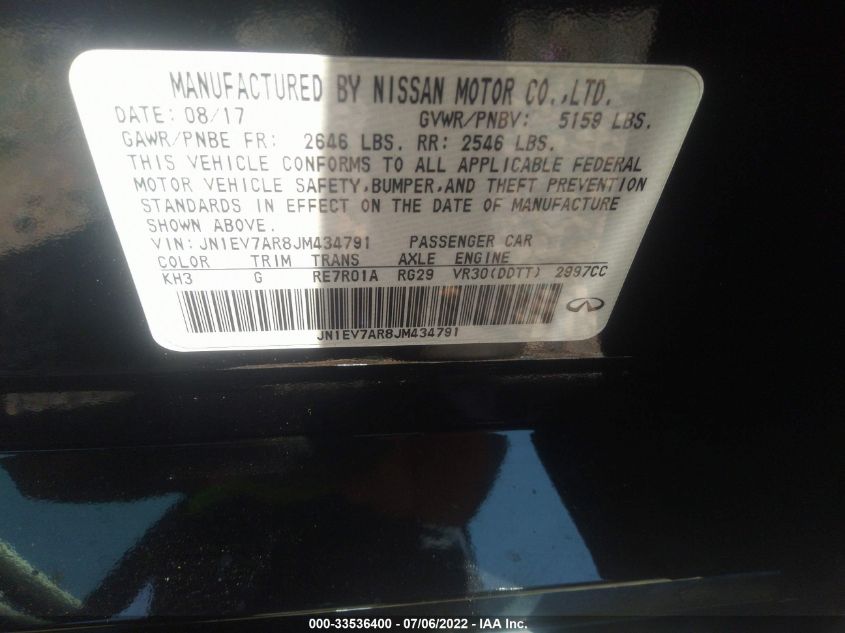 MANUFACTURED BY NISSAN MOTOR CO.,LTD.
DATE: 08/17 GVWR/PNBV: 5159 LBS.
GAWR/PNBE FR: 2646 LBS. RR: 2546 LBS.
THIS VEHICLE CONFORMS TO ALL APPLICABLE FEDERAL
MOTOR VEHICLE SAFETY,BUMPER,AND THEFT PREVENTION
STANDARDS IN EFFECT ON THE DATE OF MANUFACTURE
SHOWN ABOVE.
VIN: JN1EV7AR8JM434791 PASSENGER CAR
COLOR TRIM TRANS AXLE ENGINE
KH3 G RE7R01A RG29 VR30(DDTT) 2997CC
JN1EV7AR8JM434791
000-33536400 - 07/06/2022 - IAA Inc.